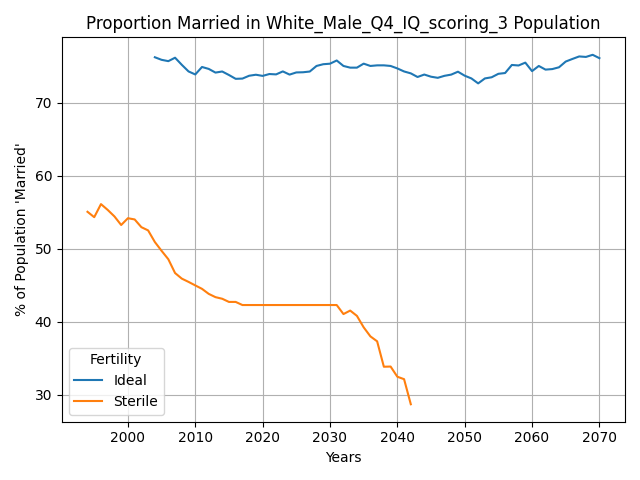 Proportion Married in White_Male_Q4_IQ_scoring_3 Population
% of Population 'Married'
70
60
50
40
30
Fertility
Ideal
Sterile
2000 2010 2020 2030 2040 2050 2060 2070
Years